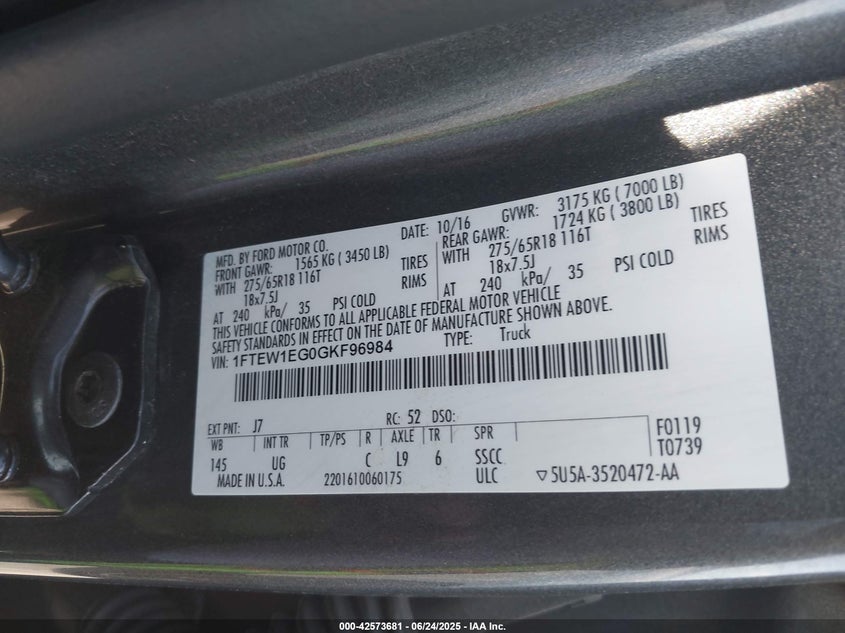 MFD. BY FORD MOTOR CO.
DATE: 10/16 GVWR: 3175 KG ( 7000 LB)
FRONT GAWR: 1565 KG ( 3450 LB)
REAR GAWR: 1724 KG ( 3800 LB)
WITH 275/65R18 116T TIRES
WITH 275/65R18 116T TIRES
18x7.5J RIMS
18x7.5J RIMS
AT 240 kPa/ 35 PSI COLD
AT 240 kPa/ 35 PSI COLD
THIS VEHICLE CONFORMS TO ALL APPLICABLE FEDERAL MOTOR VEHICLE
SAFETY STANDARDS IN EFFECT ON THE DATE OF MANUFACTURE SHOWN ABOVE.
VIN: 1FTEW1EG0GKF96984 TYPE: Truck
EXT PNT: J7 RC: 52 DSO:
WB INT TR TP/PS R AXLE TR SPR
145 UG C L9 6 SSCC
F0119
T0739
MADE IN U.S.A. 2201610060175 ULC ▽5U5A-3520472-AA
000-42573681 - 06/24/2025 - IAA Inc.